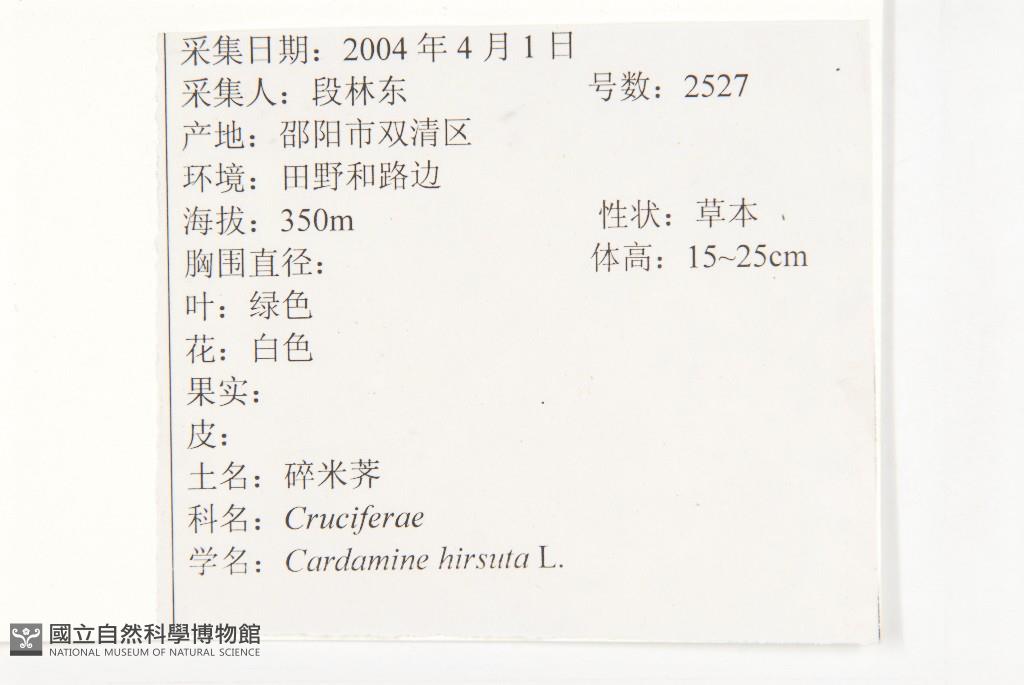 采集日期：2004 年 4 月 1 日
采集人：段林东 号数：2527
产地：邵阳市双清区
环境：田野和路边
海拔：350m 性状：草本
胸围直径： 体高：15~25cm
叶：绿色
花：白色
果实：
皮：
土名：碎米荠
科名：Cruciferae
学名：Cardamine hirsuta L.
國立自然科學博物館
NATIONAL MUSEUM OF NATURAL SCIENCE